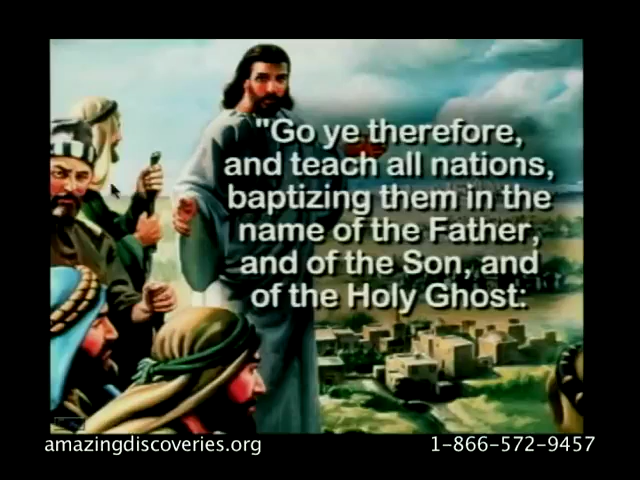 "Go ye therefore,
and teach all nations,
baptizing them in the
name of the Father,
and of the Son, and
of the Holy Ghost:
amazingdiscoveries.org 1-866-572-9457